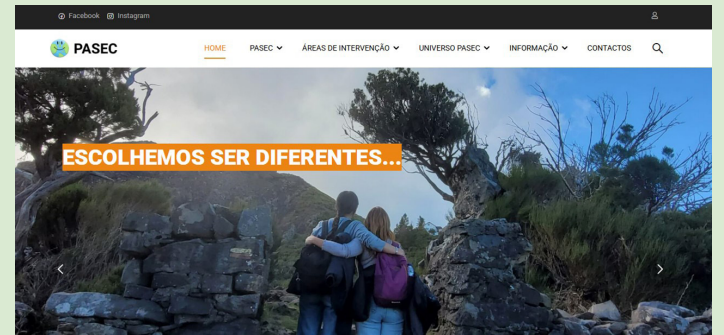 Facebook Instagram
PASEC HOME PASEC ÁREAS DE INTERVENÇÃO UNIVERSO PASEC INFORMAÇÃO CONTACTOS
ESCOLHEMOS SER DIFERENTES...